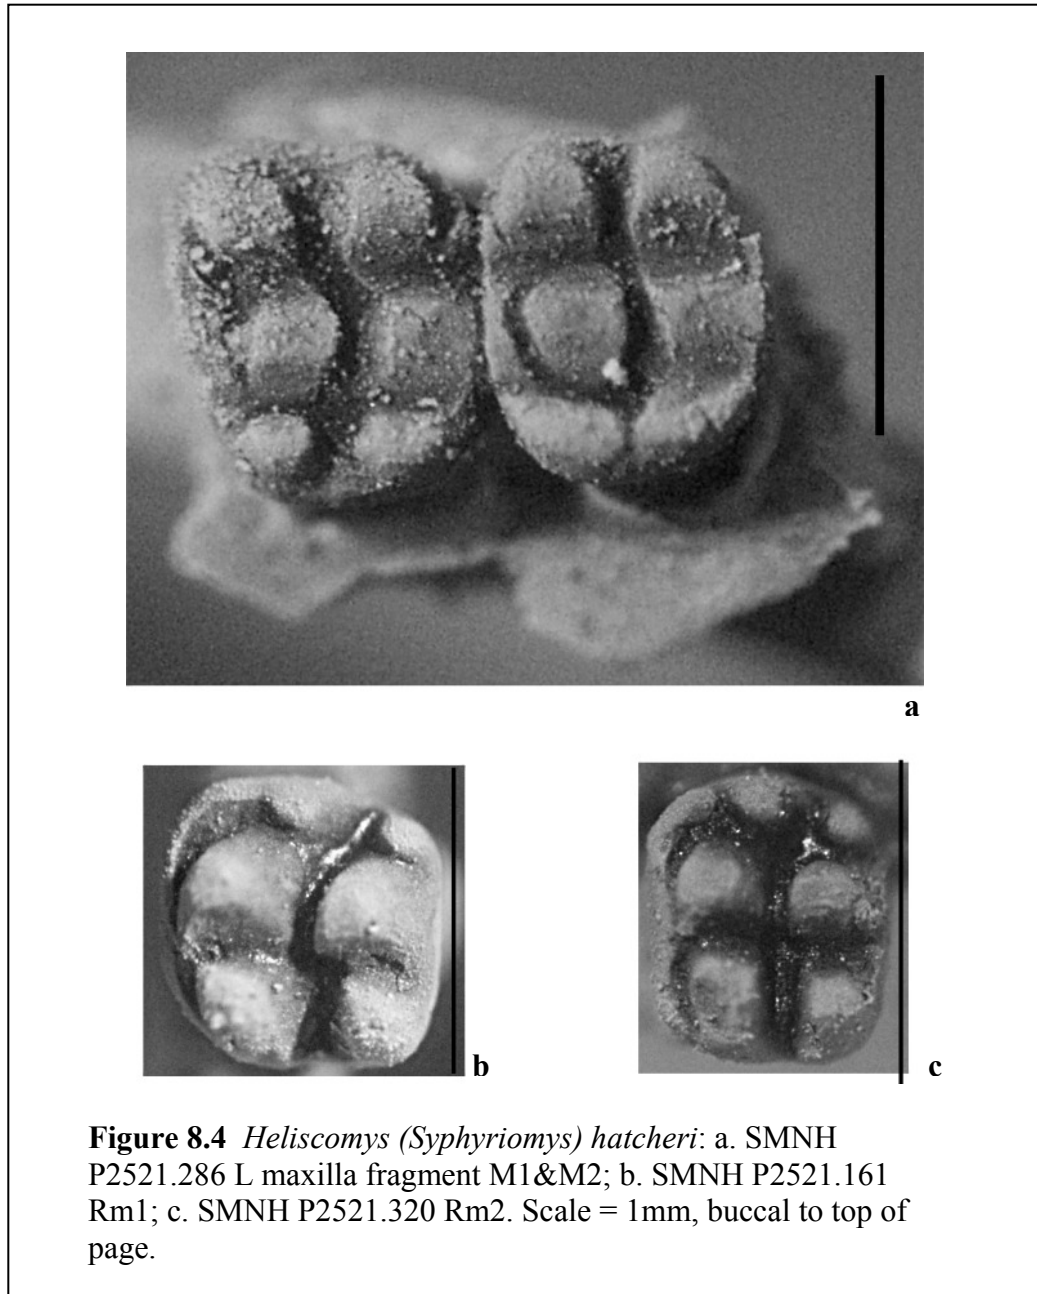 a
b
c
Figure 8.4 Heliscomys (Syphyriomys) hatcheri: a. SMNH
P2521.286 L maxilla fragment M1&M2; b. SMNH P2521.161
Rm1; c. SMNH P2521.320 Rm2. Scale = 1mm, buccal to top of
page.